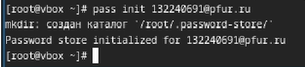 [root@vbox ~]# pass init 132240691@pfur.ru
mkdir: создан каталог '/root/.password-store/'
Password store initialized for 132240691@pfur.ru
[root@vbox ~]#